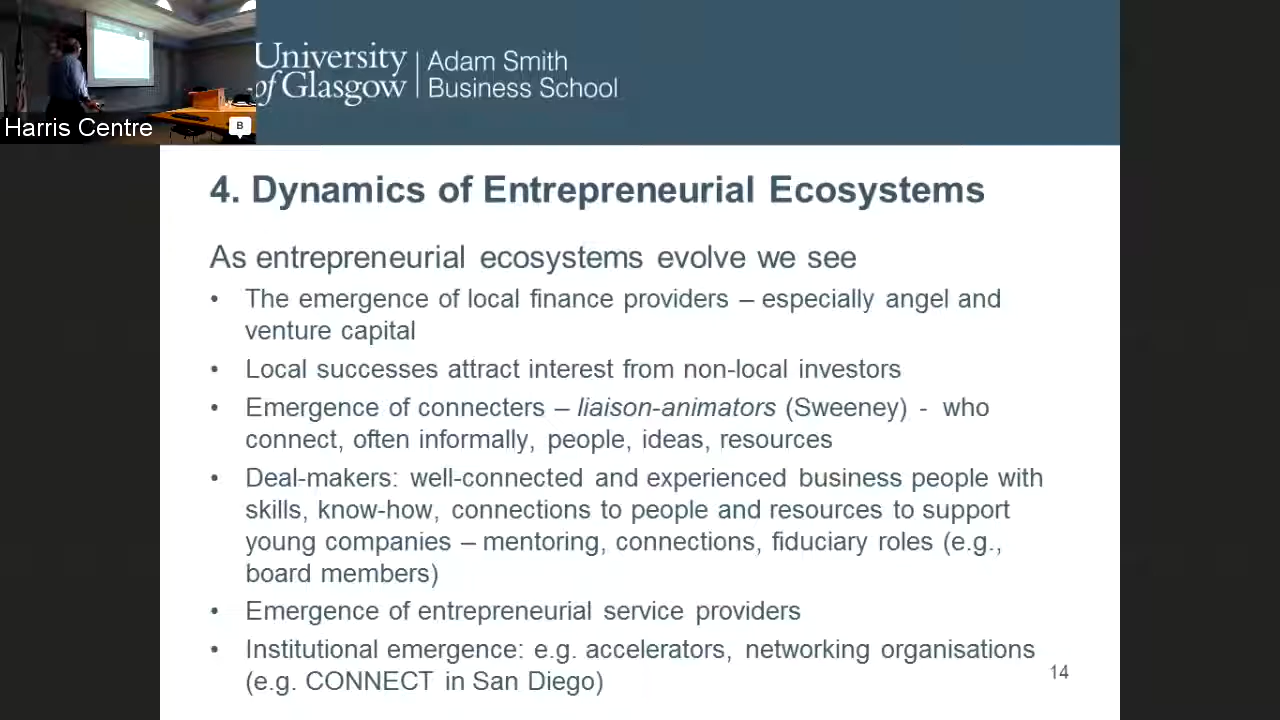 University
of Glasgow
Adam Smith
Business School
Harris Centre
B
4. Dynamics of Entrepreneurial Ecosystems
As entrepreneurial ecosystems evolve we see
• The emergence of local finance providers – especially angel and
venture capital
• Local successes attract interest from non-local investors
• Emergence of connecters – liaison-animators (Sweeney) - who
connect, often informally, people, ideas, resources
• Deal-makers: well-connected and experienced business people with
skills, know-how, connections to people and resources to support
young companies – mentoring, connections, fiduciary roles (e.g.,
board members)
• Emergence of entrepreneurial service providers
• Institutional emergence: e.g. accelerators, networking organisations
(e.g. CONNECT in San Diego)
14